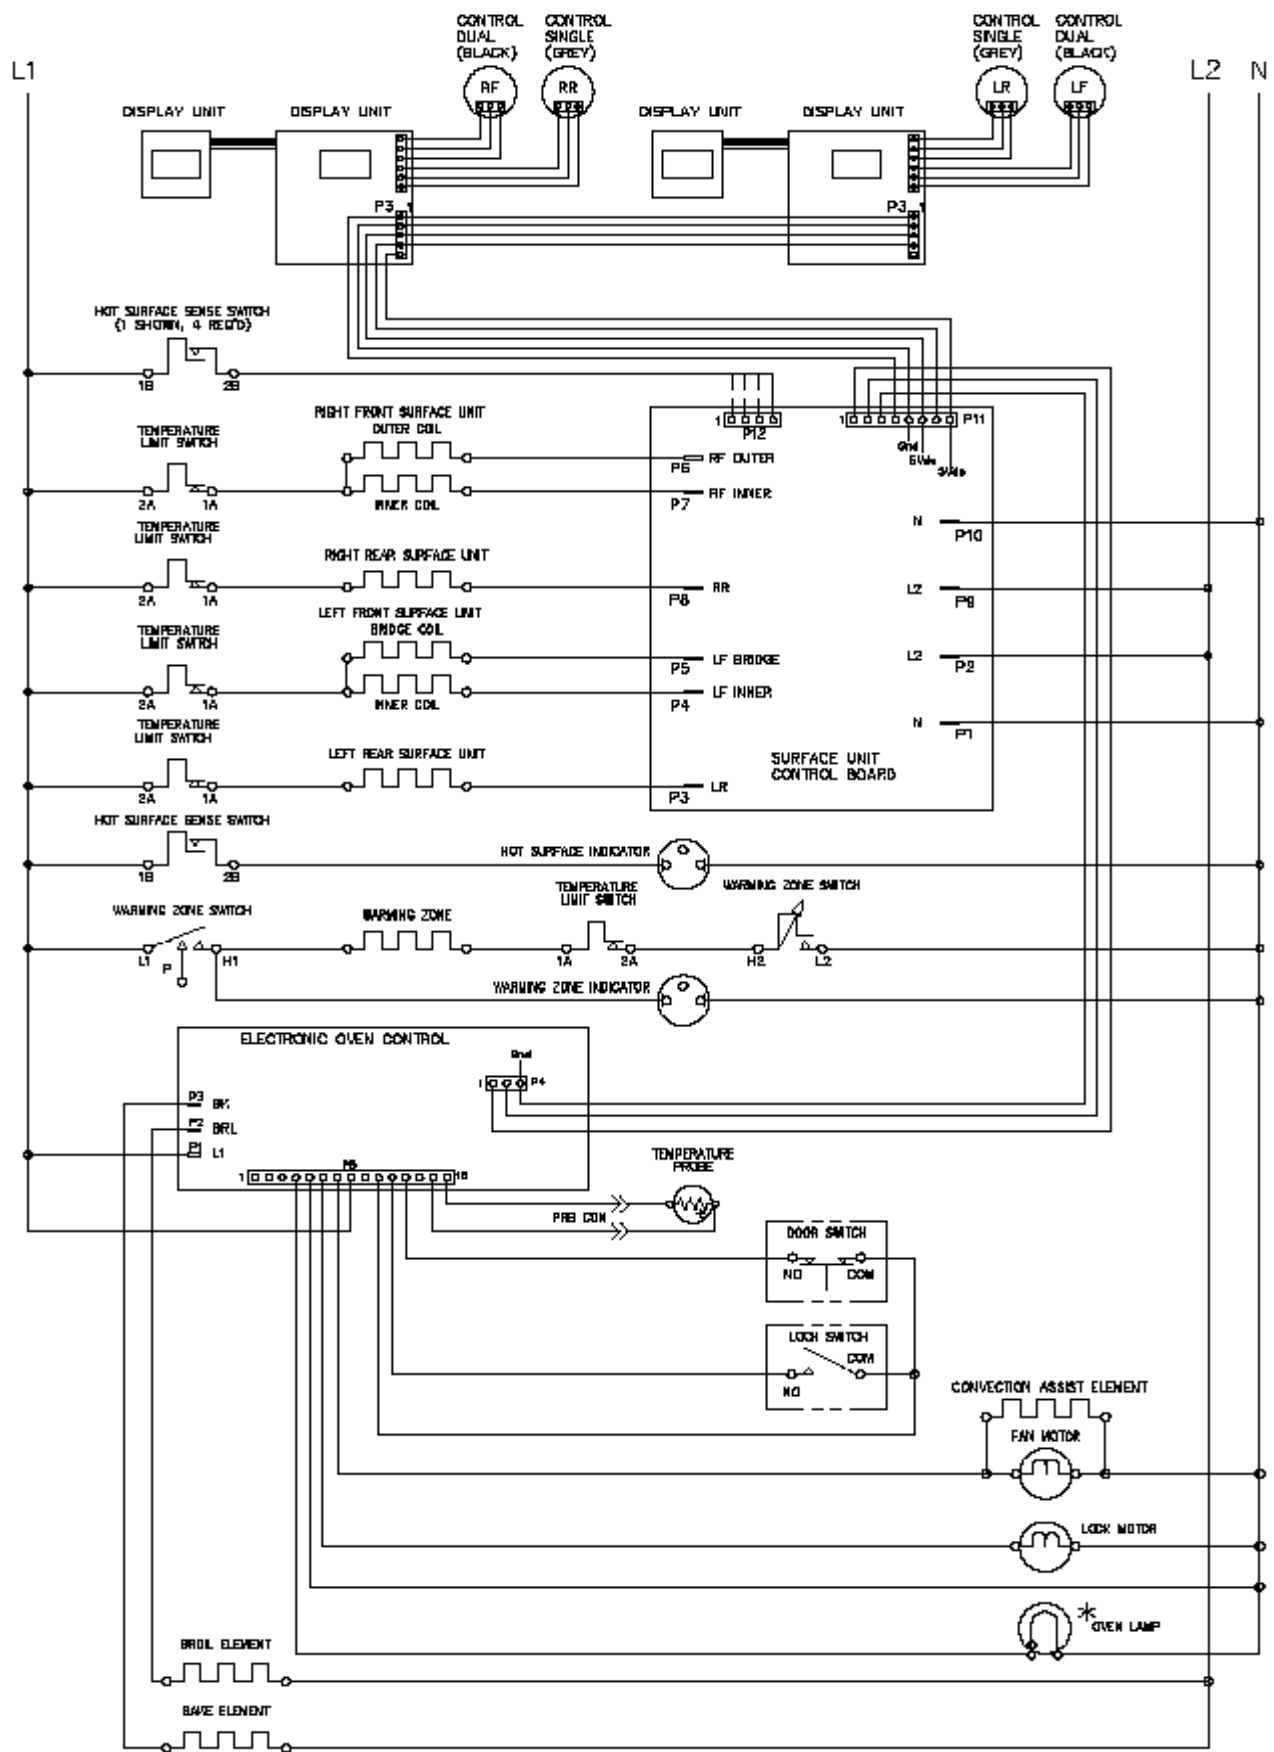 CONTROL DUAL (BLACK)
CONTROL SINGLE (GREY)
CONTROL SINGLE (GREY)
CONTROL DUAL (BLACK)
L1
L2
N
RF
RR
LR
LF
DISPLAY UNIT
DISPLAY UNIT
DISPLAY UNIT
DISPLAY UNIT
P3 1
P3 1
HOT SURFACE SENSE SWITCH
(1 SHOWN, 4 REQ'D)
1B
2B
RIGHT FRONT SURFACE UNIT
OUTER COIL
1
P12
1
P11
Gnd
TEMPERATURE
LIMIT SWITCH
P6
RF OUTER
2A
1A
INNER COIL
P7
RF INNER
N
P10
TEMPERATURE
LIMIT SWITCH
RIGHT REAR SURFACE UNIT
2A
1A
P8
RR
L2
P9
LEFT FRONT SURFACE UNIT
BRIDGE COIL
TEMPERATURE
LIMIT SWITCH
P5
LF BRIDGE
L2
P2
2A
1A
INNER COIL
P4
LF INNER
N
P1
TEMPERATURE
LIMIT SWITCH
LEFT REAR SURFACE UNIT
SURFACE UNIT
CONTROL BOARD
2A
1A
P3
LR
HOT SURFACE SENSE SWITCH
1B
2B
HOT SURFACE INDICATOR
WARMING ZONE SWITCH
WARMING ZONE
TEMPERATURE
LIMIT SWITCH
WARMING ZONE SWITCH
L1
P
H1
1A
2A
H2
L2
WARMING ZONE INDICATOR
ELECTRONIC OVEN CONTROL
Gnd
1
P4
P3
BK
P2
BRL
P1
L1
1
P5
TEMPERATURE
PROBE
PRB CON
DOOR SWITCH
NO
COM
LOCK SWITCH
COM
NO
CONVECTION ASSIST ELEMENT
FAN MOTOR
LOCK MOTOR
*
OVEN LAMP
BROIL ELEMENT
BAKE ELEMENT